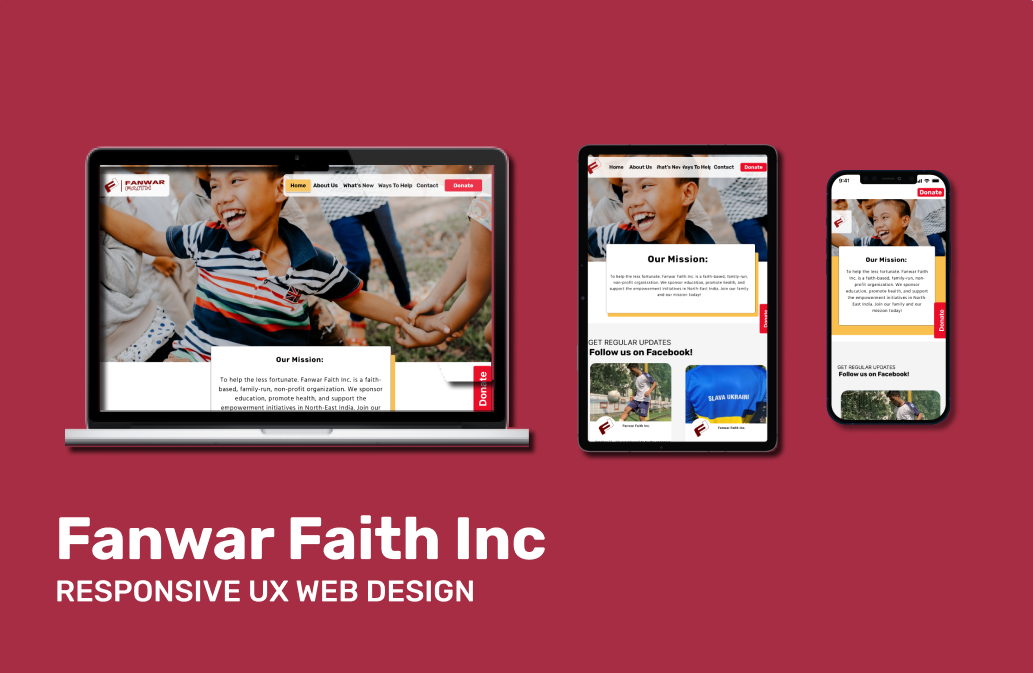 FANWAR
FAITH
Home About Us What's New Ways To Help Contact Donate
Our Mission:
To help the less fortunate. Fanwar Faith Inc. is a faith-
based, family-run, non-profit organization. We sponsor
education, promote health, and support the
empowerment initiatives in North-East India. Join our
Donate
Home About Us What's New Ways To Help Contact Donate
Our Mission:
To help the less fortunate, Fanwar Faith Inc. is a faith-based, family-run,
non-profit organization. We sponsor education, promote health, and
support the empowerment initiatives in North East India. Join our family
and our mission today!
Donate
GET REGULAR UPDATES
Follow us on Facebook!
SLAVA UKRAINI
Fanwar Faith Inc.
Fanwar Faith Inc.
9:41
Donate
Our Mission:
To help the less fortunate, Fanwar Faith
Inc. is a faith-based, family-run, non-
profit organization. We sponsor
education, promote health, and support
the empowerment initiatives in North-
East India. Join our family and our
mission today!
Donate
GET REGULAR UPDATES
Follow us on Facebook!
Fanwar Faith Inc
RESPONSIVE UX WEB DESIGN